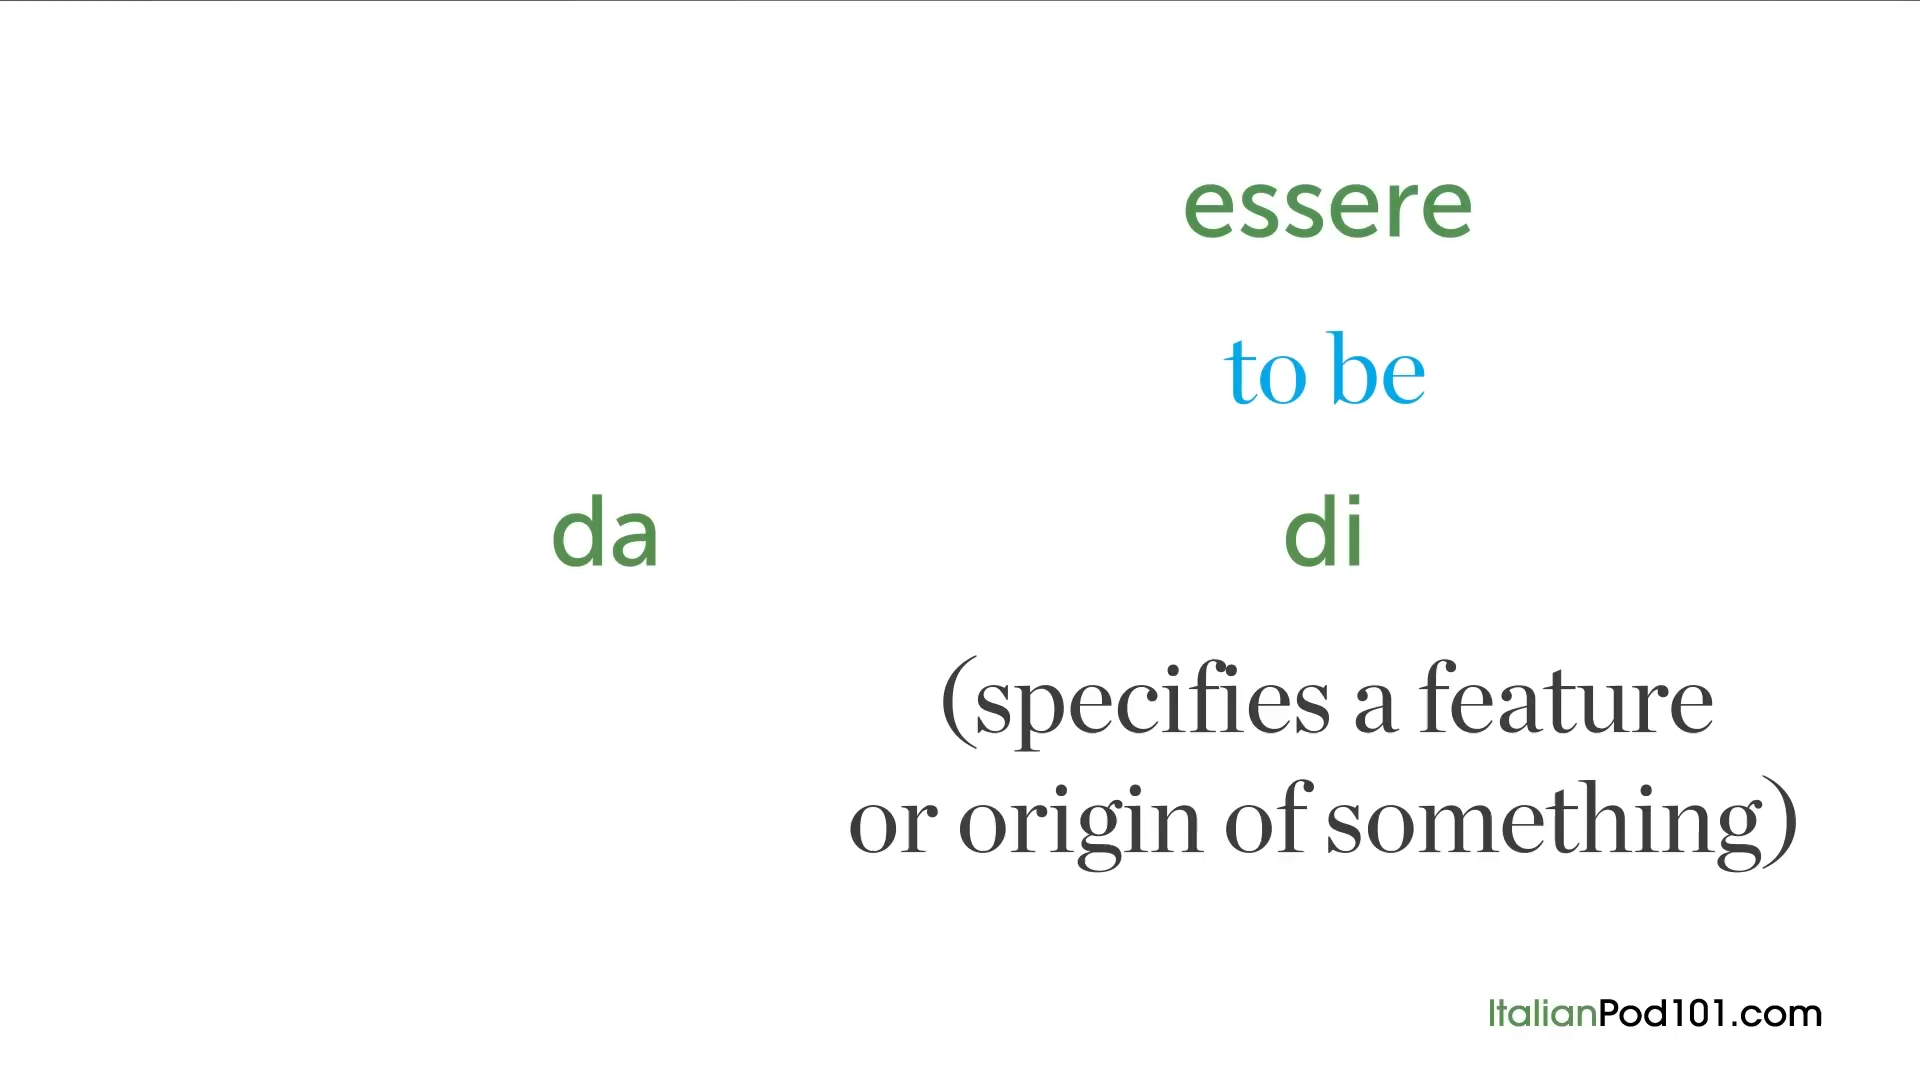 essere
to be
da di
(specifies a feature
or origin of something)
ItalianPod101.com